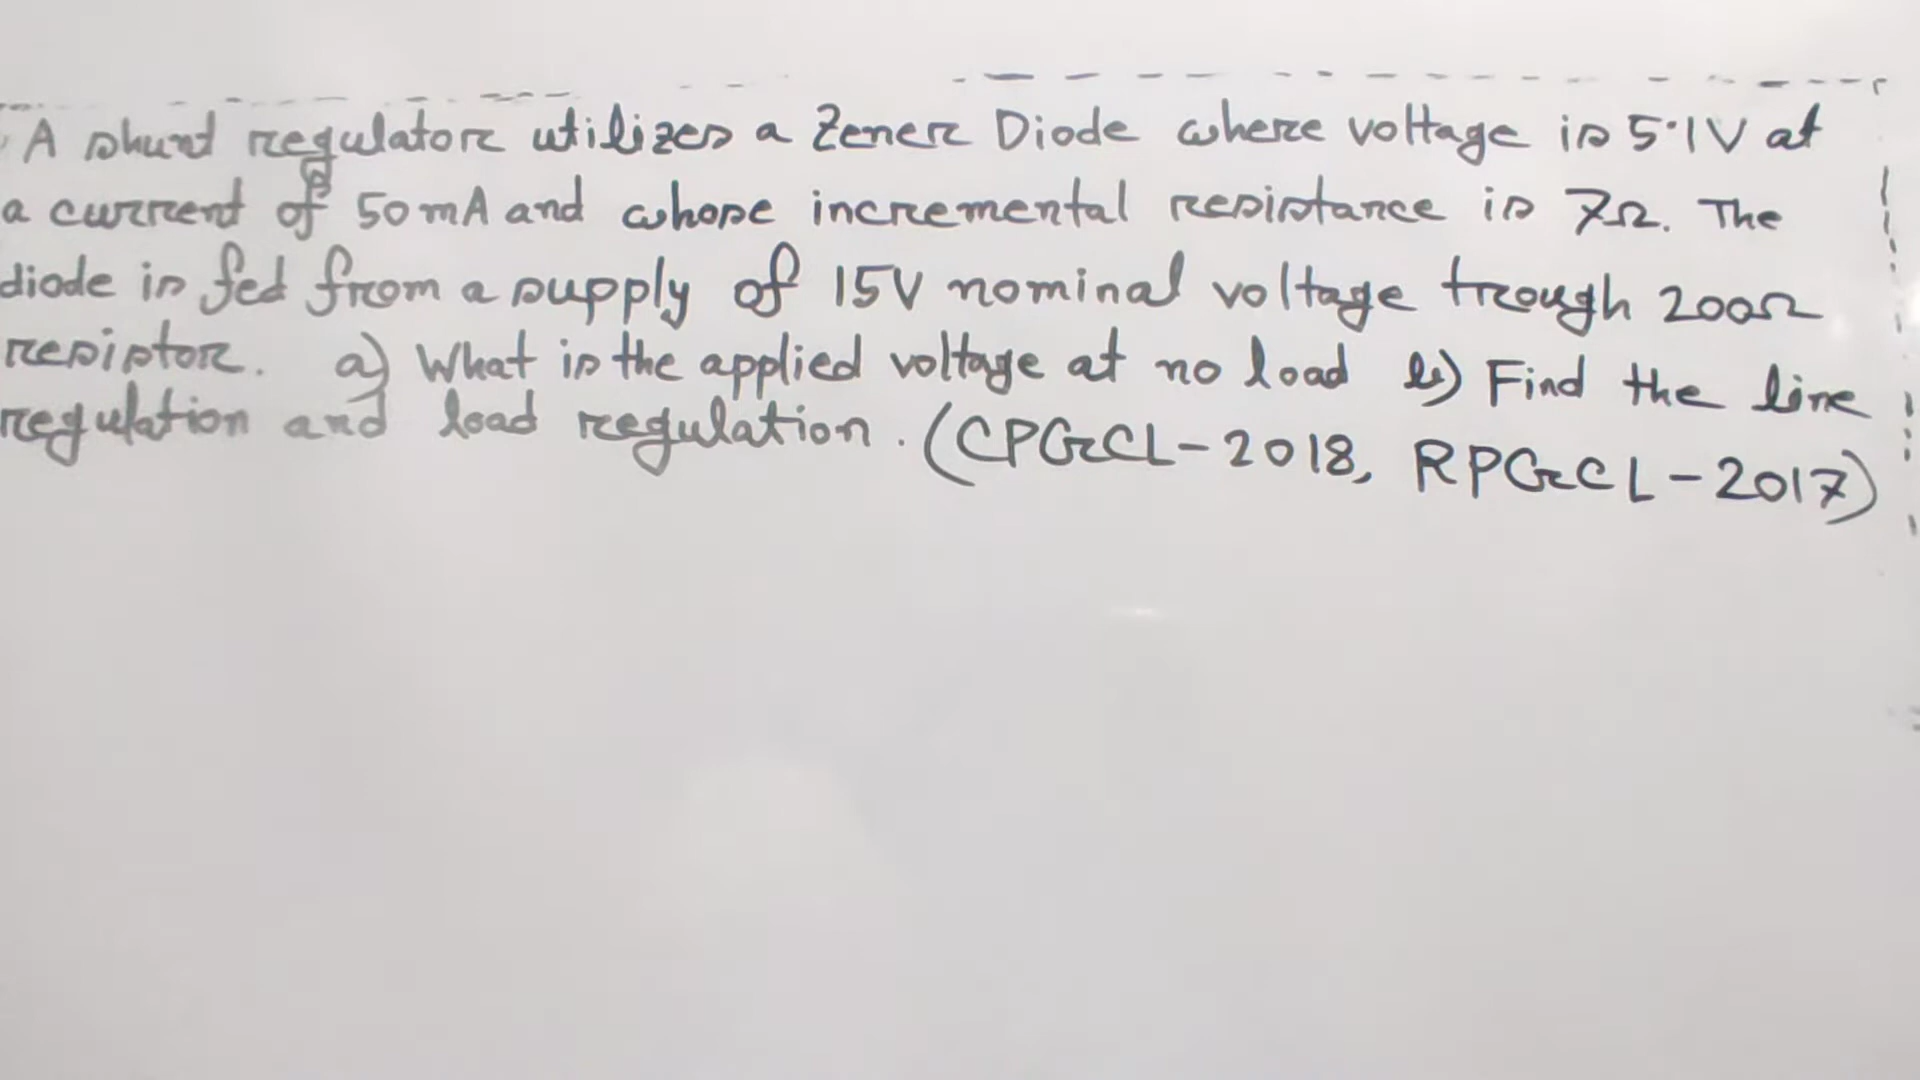 A shunt regulator utilizes a Zener Diode where voltage is 5.1V at
a current of 50mA and whose incremental resistance is 7Ω. The
diode is fed from a supply of 15V nominal voltage trough 200Ω
resistor. a) What is the applied voltage at no load b) Find the line
regulation and load regulation. (CPGCL-2018, RPGCL-2017)